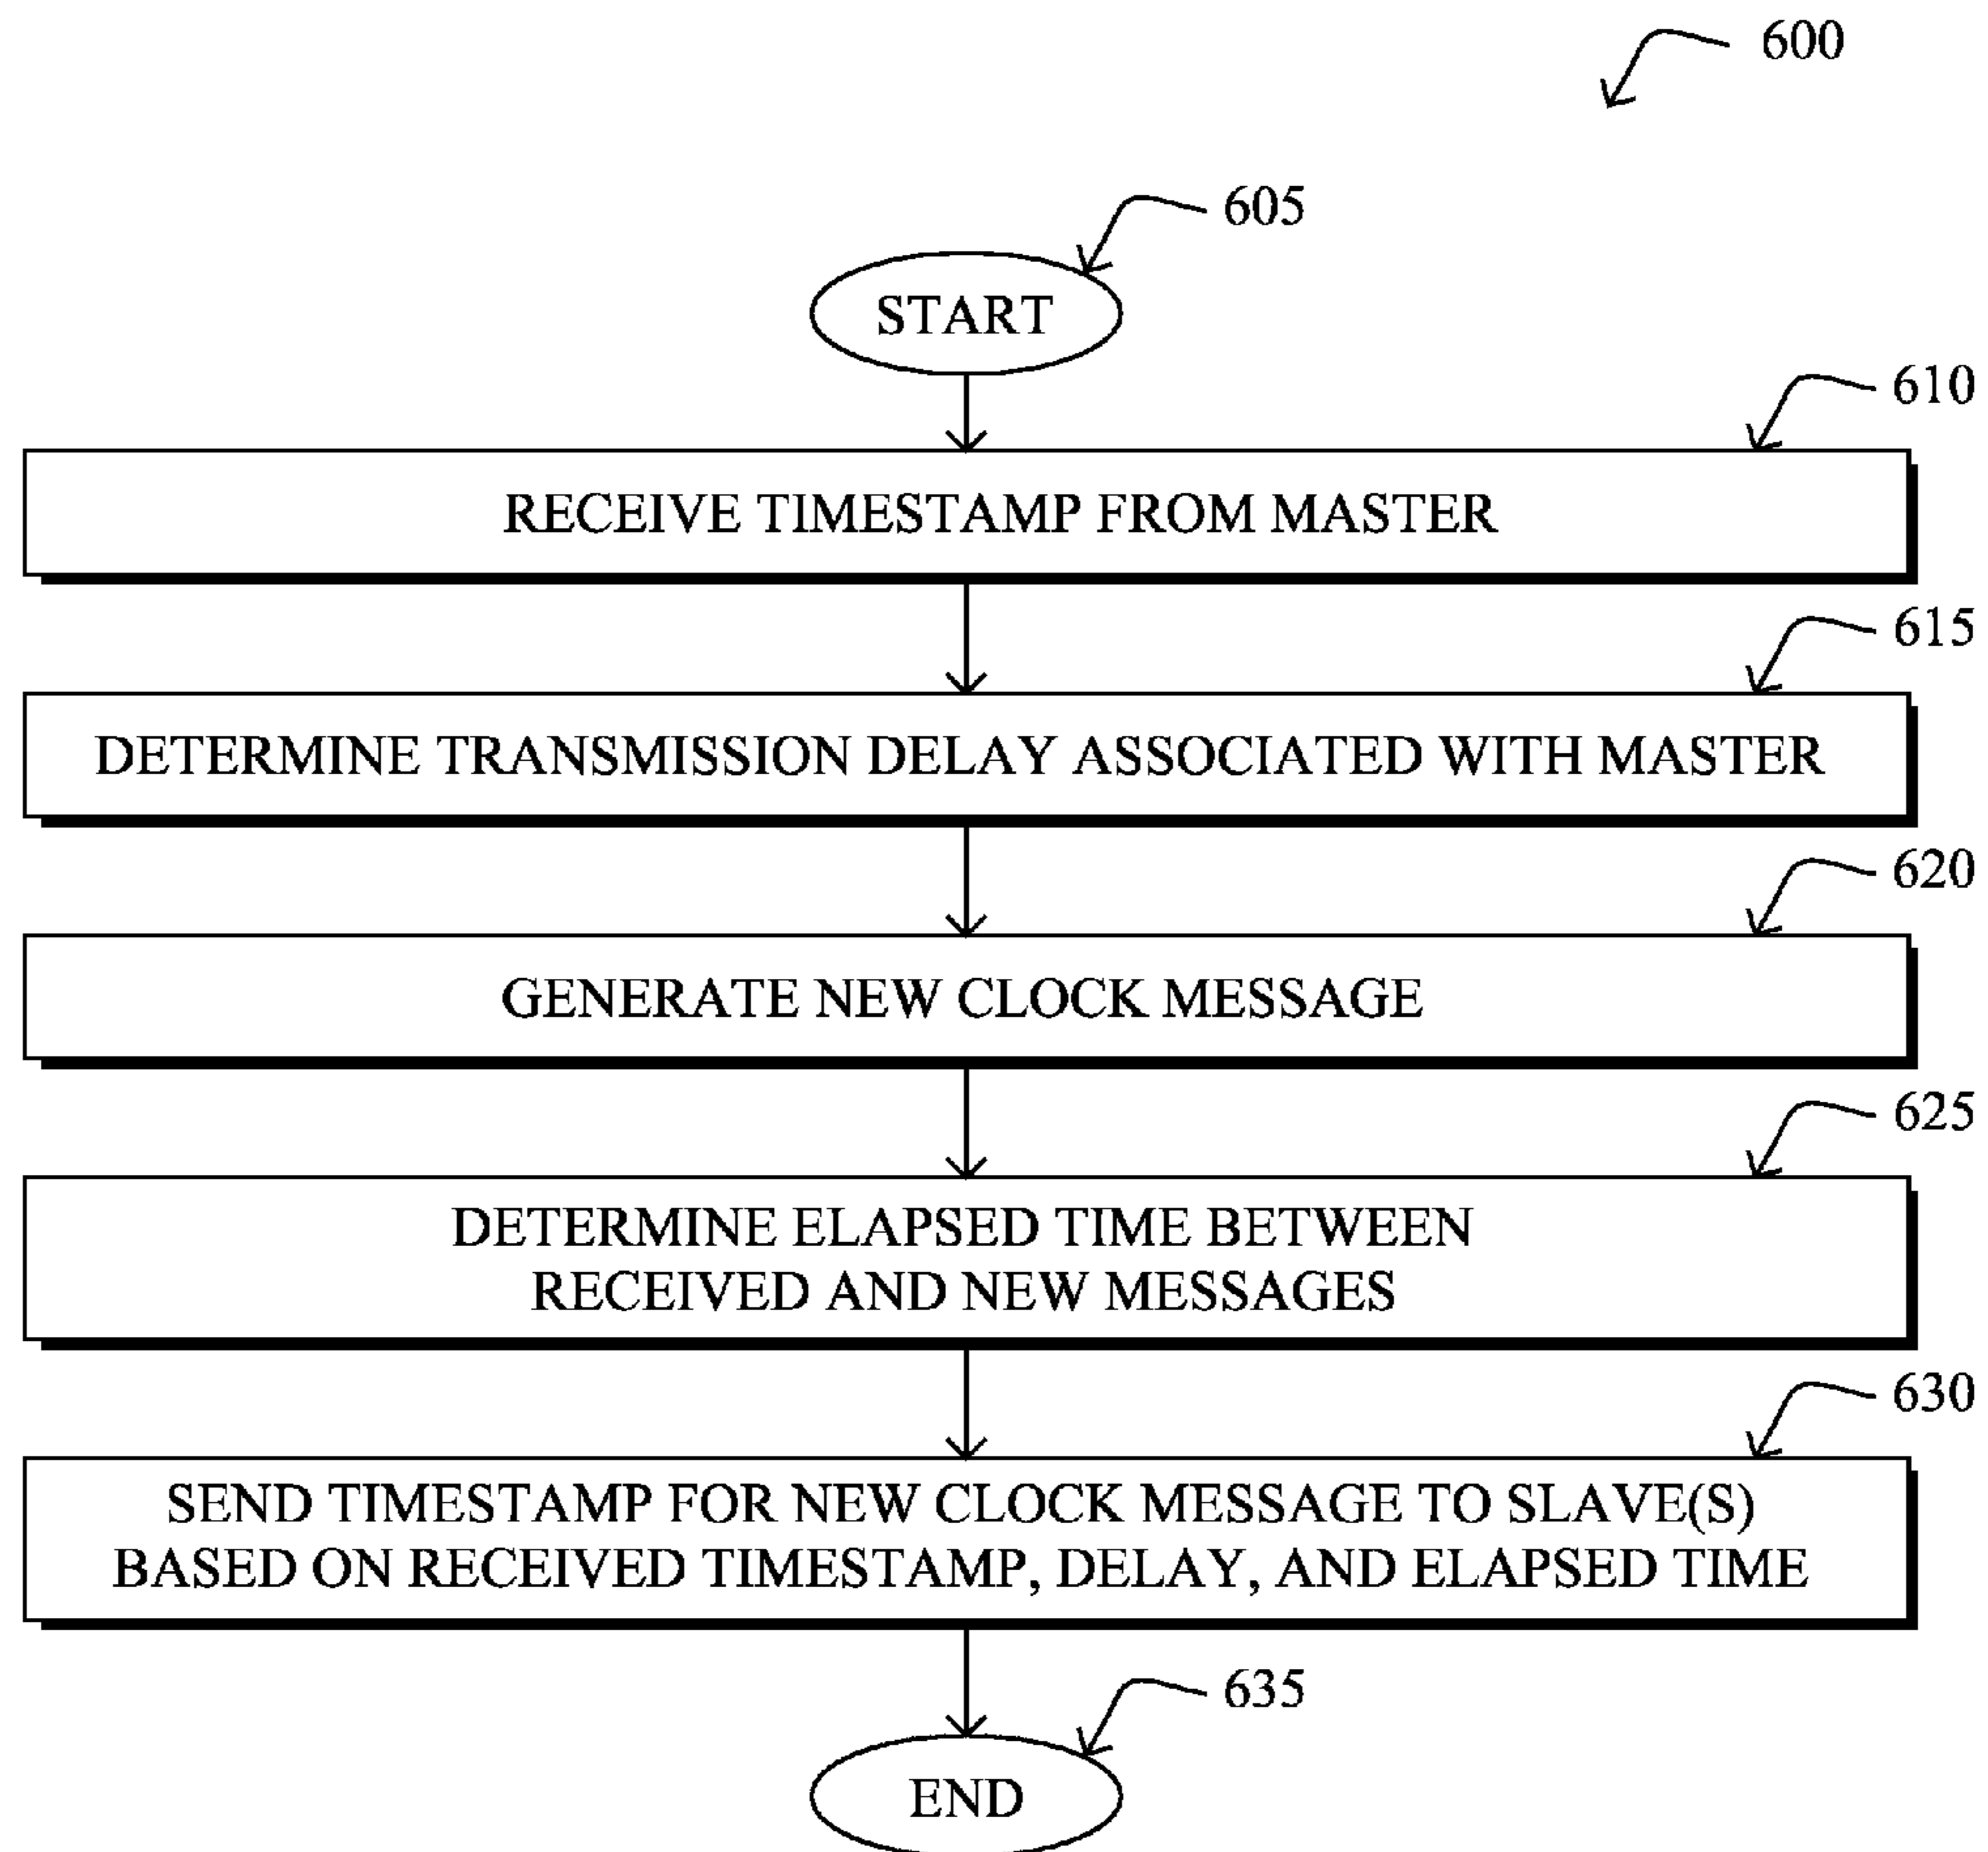 600
605
START
610
RECEIVE TIMESTAMP FROM MASTER
615
DETERMINE TRANSMISSION DELAY ASSOCIATED WITH MASTER
620
GENERATE NEW CLOCK MESSAGE
625
DETERMINE ELAPSED TIME BETWEEN
RECEIVED AND NEW MESSAGES
630
SEND TIMESTAMP FOR NEW CLOCK MESSAGE TO SLAVE(S)
BASED ON RECEIVED TIMESTAMP, DELAY, AND ELAPSED TIME
635
END